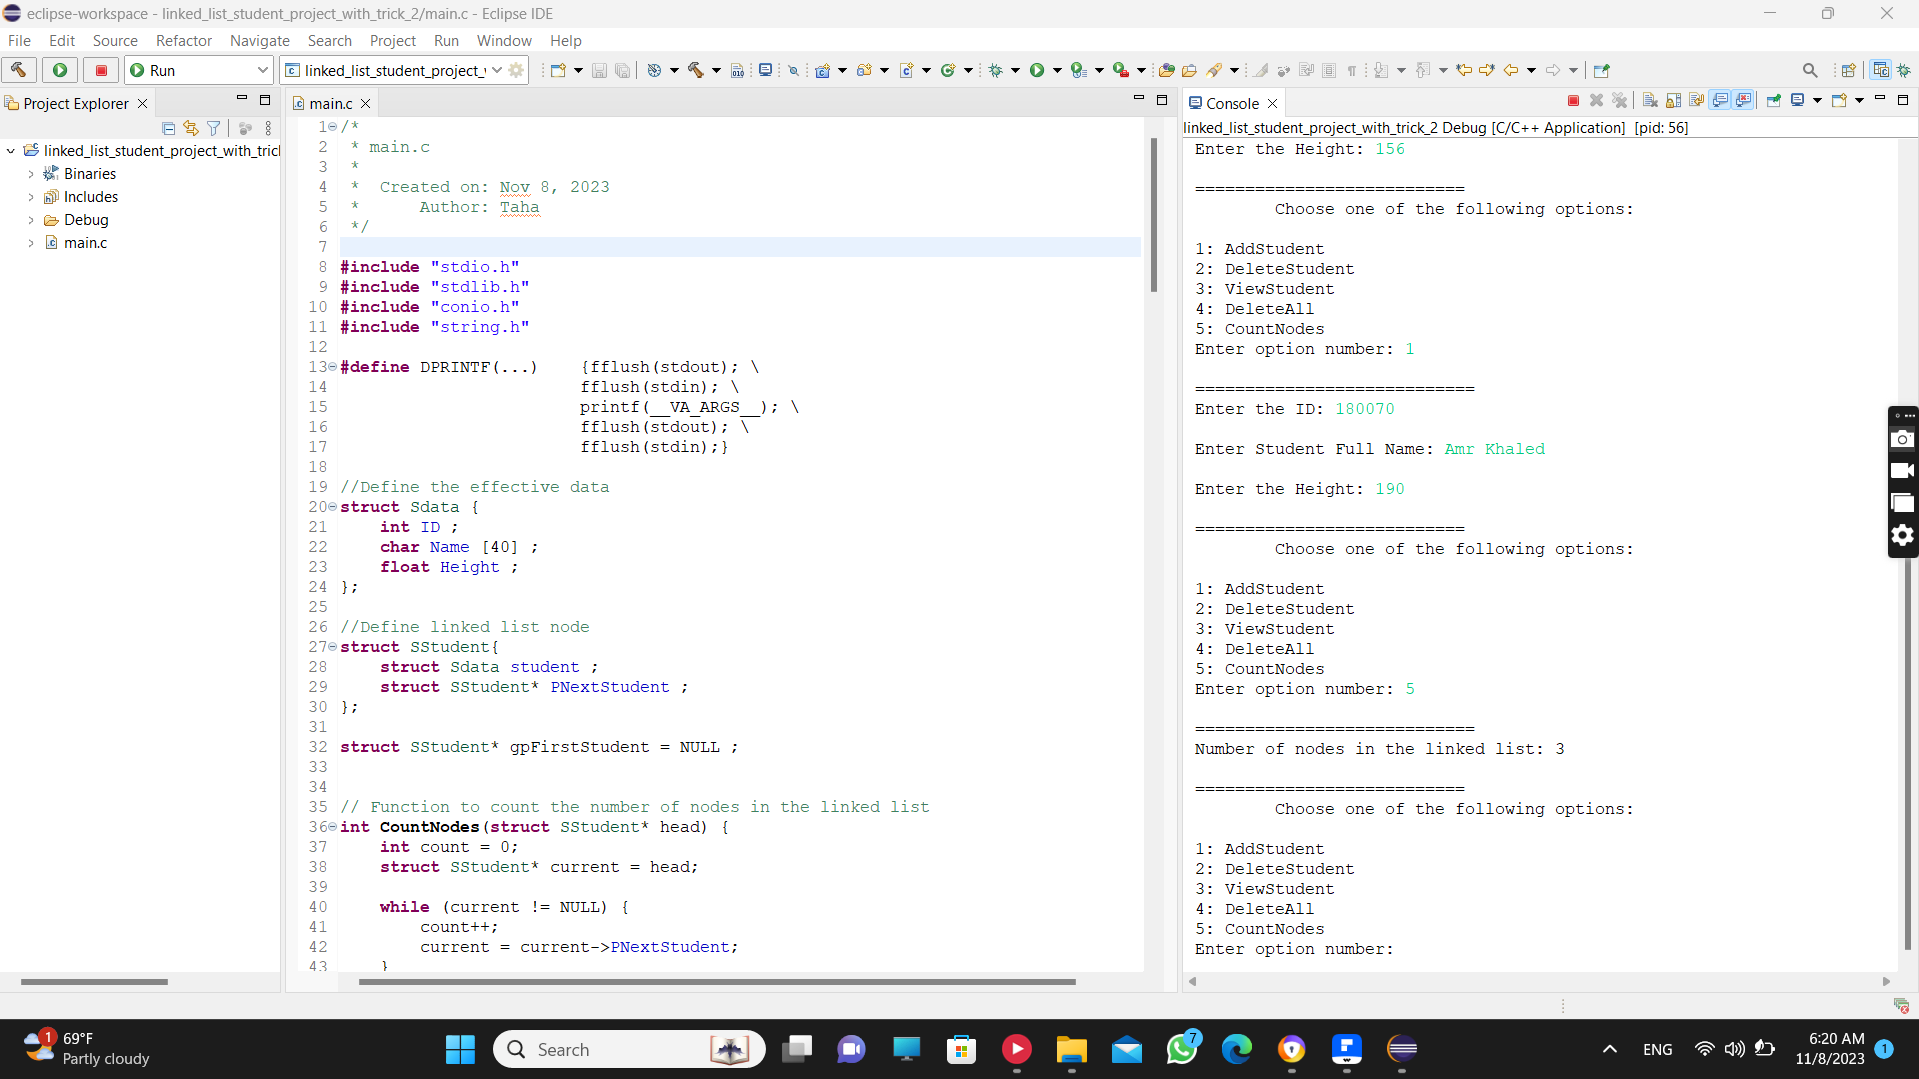 eclipse-workspace - linked_list_student_project_with_trick_2/main.c - Eclipse IDE
File Edit Source Refactor Navigate Search Project Run Window Help
Run
linked_list_student_project_
Project Explorer
linked_list_student_project_with_tric
Binaries
Includes
Debug
main.c
main.c
1 /*
2  * main.c
3  *
4  *  Created on: Nov 8, 2023
5  *      Author: Taha
6  */
7
8 #include "stdio.h"
9 #include "stdlib.h"
10 #include "conio.h"
11 #include "string.h"
12
13 #define DPRINTF(...)    {fflush(stdout); \
14                         fflush(stdin); \
15                         printf(__VA_ARGS__); \
16                         fflush(stdout); \
17                         fflush(stdin);}
18
19 //Define the effective data
20 struct Sdata {
21     int ID ;
22     char Name [40] ;
23     float Height ;
24 };
25
26 //Define linked list node
27 struct SStudent{
28     struct Sdata student ;
29     struct SStudent* PNextStudent ;
30 };
31
32 struct SStudent* gpFirstStudent = NULL ;
33
34
35 // Function to count the number of nodes in the linked list
36 int CountNodes(struct SStudent* head) {
37     int count = 0;
38     struct SStudent* current = head;
39
40     while (current != NULL) {
41         count++;
42         current = current->PNextStudent;
43     }
Console
linked_list_student_project_with_trick_2 Debug [C/C++ Application] [pid: 56]
Enter the Height: 156
===========================
Choose one of the following options:
1: AddStudent
2: DeleteStudent
3: ViewStudent
4: DeleteAll
5: CountNodes
Enter option number: 1
============================
Enter the ID: 180070
Enter Student Full Name: Amr Khaled
Enter the Height: 190
===========================
Choose one of the following options:
1: AddStudent
2: DeleteStudent
3: ViewStudent
4: DeleteAll
5: CountNodes
Enter option number: 5
============================
Number of nodes in the linked list: 3
===========================
Choose one of the following options:
1: AddStudent
2: DeleteStudent
3: ViewStudent
4: DeleteAll
5: CountNodes
Enter option number:
1
69°F
Partly cloudy
Search
7
ENG
6:20 AM
11/8/2023
1